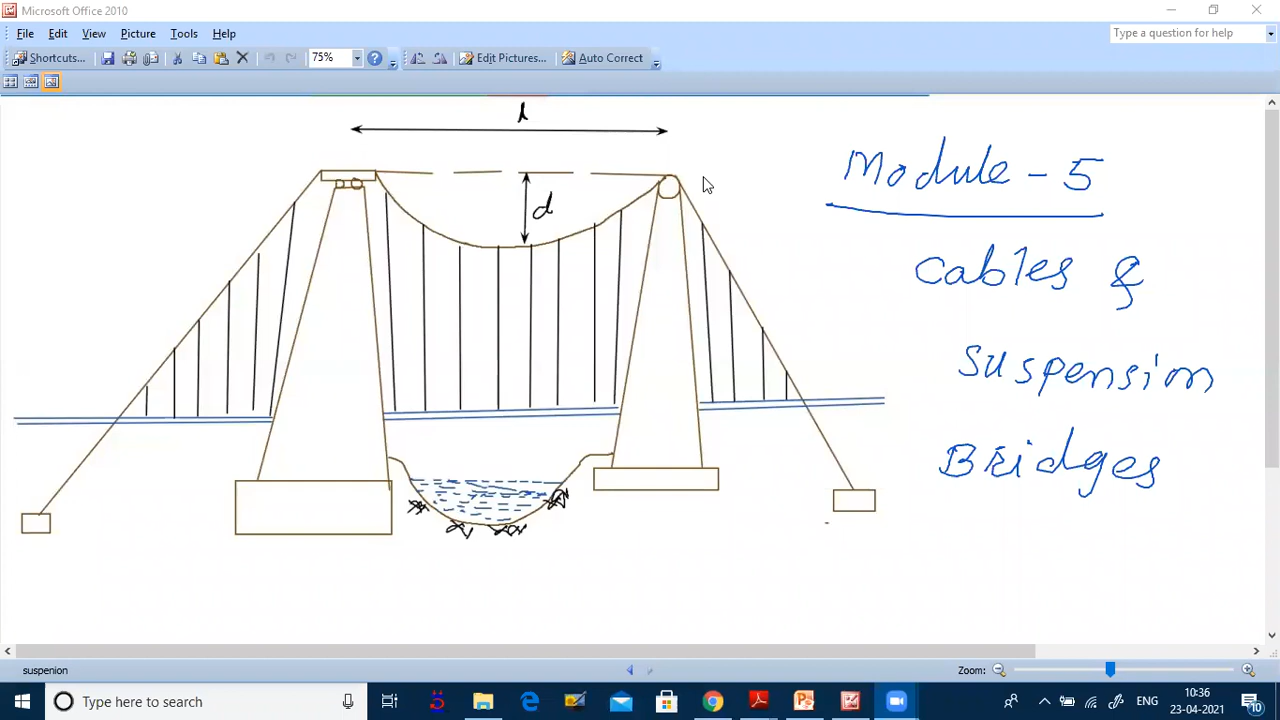 Microsoft Office 2010
File Edit View Picture Tools Help
Type a question for help
Shortcuts... 75% Edit Pictures... Auto Correct
l
d
Module - 5
Cables &
Suspension
Bridges
suspenion
Zoom:
Type here to search
ENG
10:36
23-04-2021
10